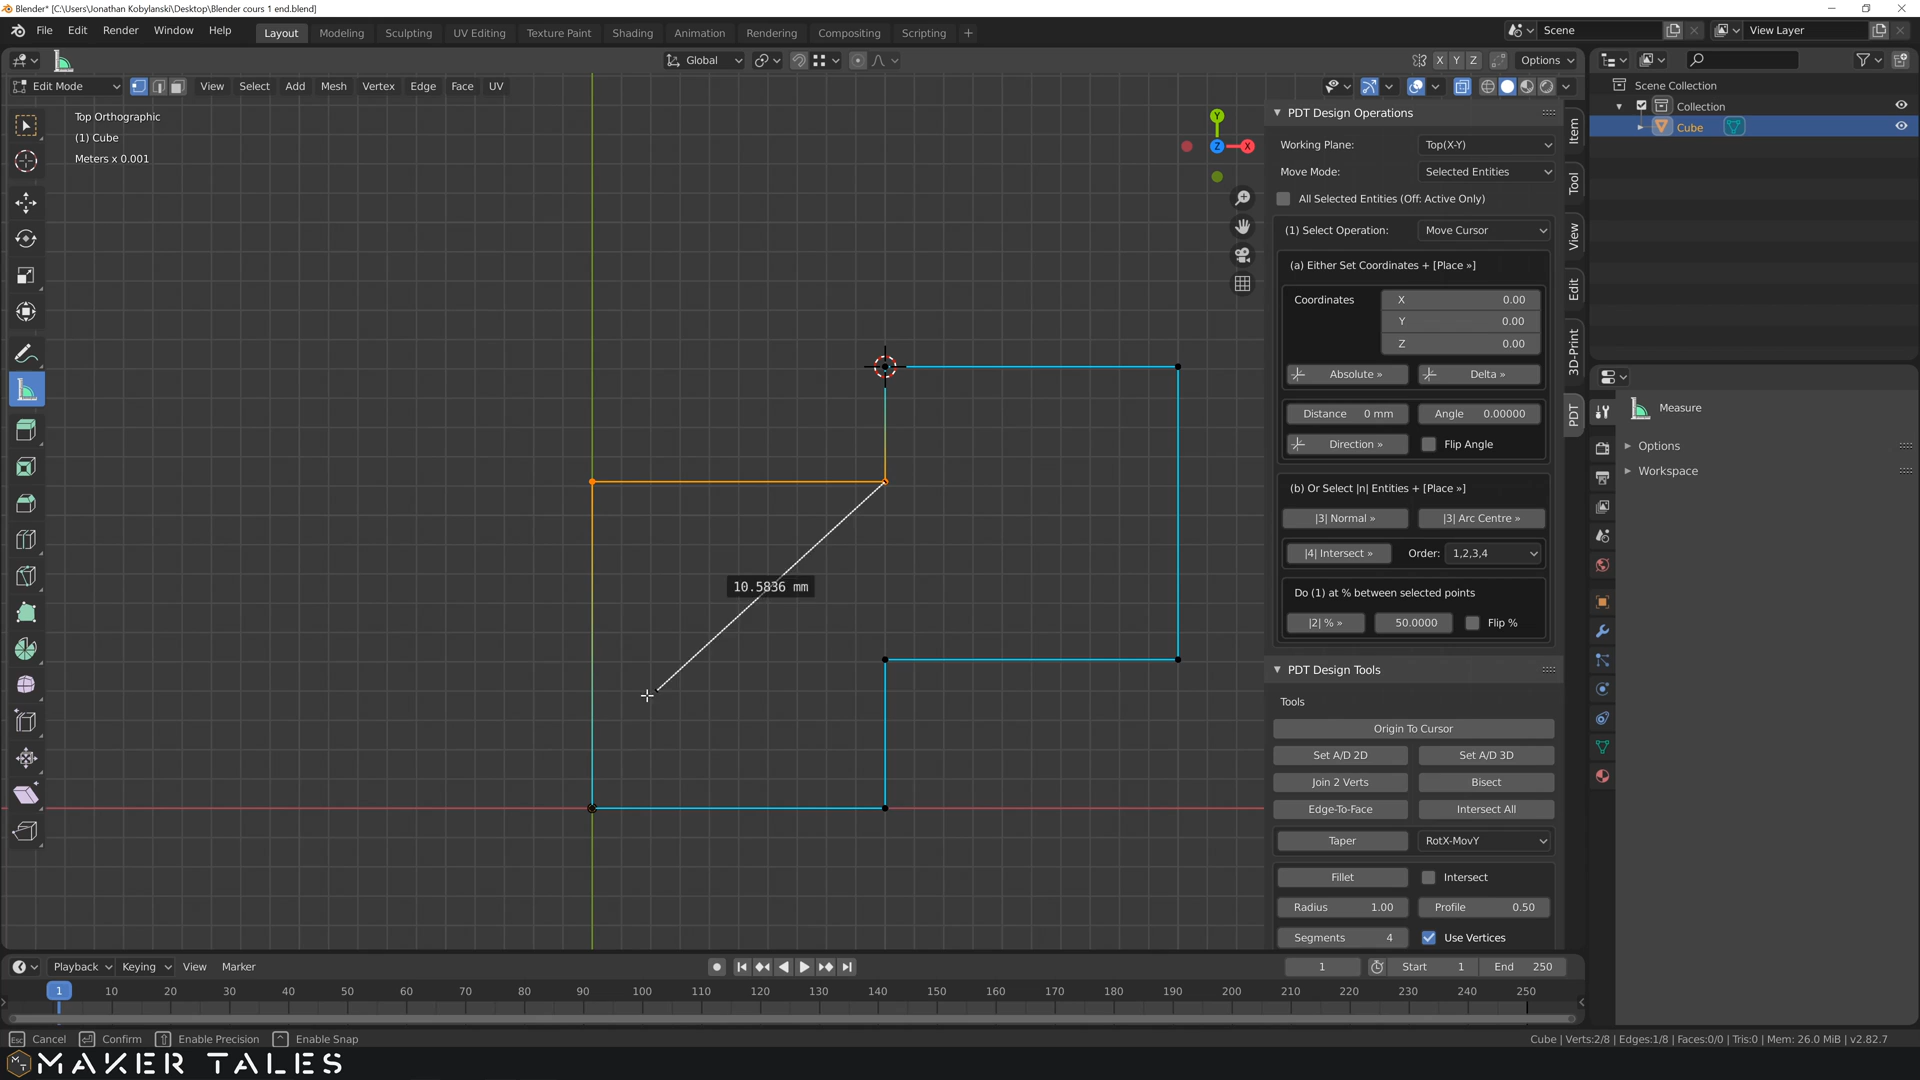 Blender* [C:\Users\Jonathan Kobylanski\Desktop\Blender cours 1 end.blend]
File Edit Render Window Help Layout Modeling Sculpting UV Editing Texture Paint Shading Animation Rendering Compositing Scripting + Scene View Layer
Global X Y Z Options
Edit Mode View Select Add Mesh Vertex Edge Face UV
Top Orthographic
(1) Cube
Meters x 0.001
Y
Z
X
10.5836 mm
PDT Design Operations
Working Plane: Top(X-Y)
Move Mode: Selected Entities
All Selected Entities (Off: Active Only)
(1) Select Operation: Move Cursor
(a) Either Set Coordinates + [Place »]
Coordinates X 0.00
Y 0.00
Z 0.00
Absolute » Delta »
Distance 0 mm Angle 0.00000
Direction » Flip Angle
(b) Or Select |n| Entities + [Place »]
|3| Normal » |3| Arc Centre »
|4| Intersect » Order: 1,2,3,4
Do (1) at % between selected points
|2| % » 50.0000 Flip %
PDT Design Tools
Tools
Origin To Cursor
Set A/D 2D Set A/D 3D
Join 2 Verts Bisect
Edge-To-Face Intersect All
Taper RotX-MovY
Fillet Intersect
Radius 1.00 Profile 0.50
Segments 4 Use Vertices
Item
Tool
View
Edit
3D-Print
PDT
Scene Collection
Collection
Cube
Measure
Options
Workspace
Playback Keying View Marker 1 Start 1 End 250
1 10 20 30 40 50 60 70 80 90 100 110 120 130 140 150 160 170 180 190 200 210 220 230 240 250
Esc Cancel Confirm Enable Precision Enable Snap Cube | Verts:2/8 | Edges:1/8 | Faces:0/0 | Tris:0 | Mem: 26.0 MiB | v2.82.7
MT MAKER TALES